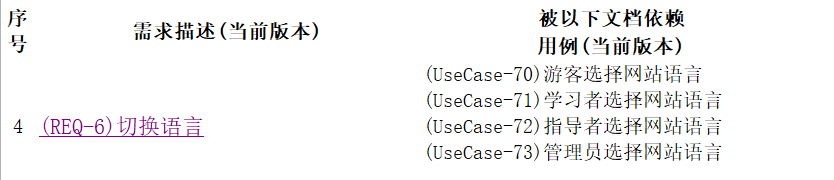 序号 需求描述(当前版本) 被以下文档依赖
用例(当前版本)
4 (REQ-6)切换语言
(UseCase-70)游客选择网站语言
(UseCase-71)学习者选择网站语言
(UseCase-72)指导者选择网站语言
(UseCase-73)管理员选择网站语言